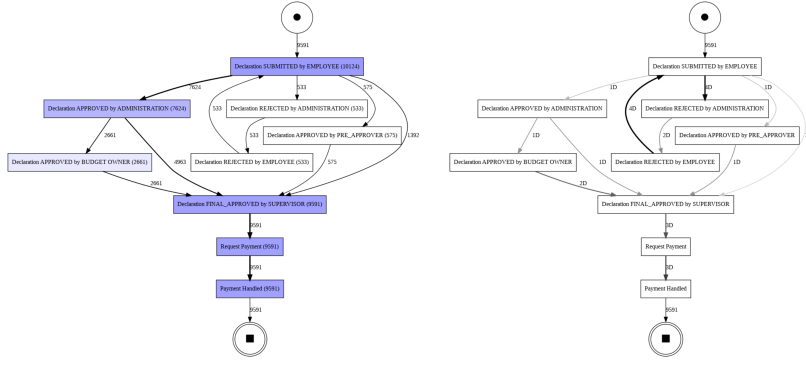 9591
Declaration SUBMITTED by EMPLOYEE (10124)
7624
533
575
Declaration APPROVED by ADMINISTRATION (7624)
Declaration REJECTED by ADMINISTRATION (533)
2661
533
533
Declaration APPROVED by PRE_APPROVER (575)
1392
Declaration APPROVED by BUDGET OWNER (2661)
4963
Declaration REJECTED by EMPLOYEE (533)
575
2661
Declaration FINAL_APPROVED by SUPERVISOR (9591)
9591
Request Payment (9591)
9591
Payment Handled (9591)
9591
9591
Declaration SUBMITTED by EMPLOYEE
1D
4D
1D
Declaration APPROVED by ADMINISTRATION
Declaration REJECTED by ADMINISTRATION
1D
4D
2D
Declaration APPROVED by PRE_APPROVER
Declaration APPROVED by BUDGET OWNER
1D
Declaration REJECTED by EMPLOYEE
1D
2D
Declaration FINAL_APPROVED by SUPERVISOR
3D
Request Payment
3D
Payment Handled
9591